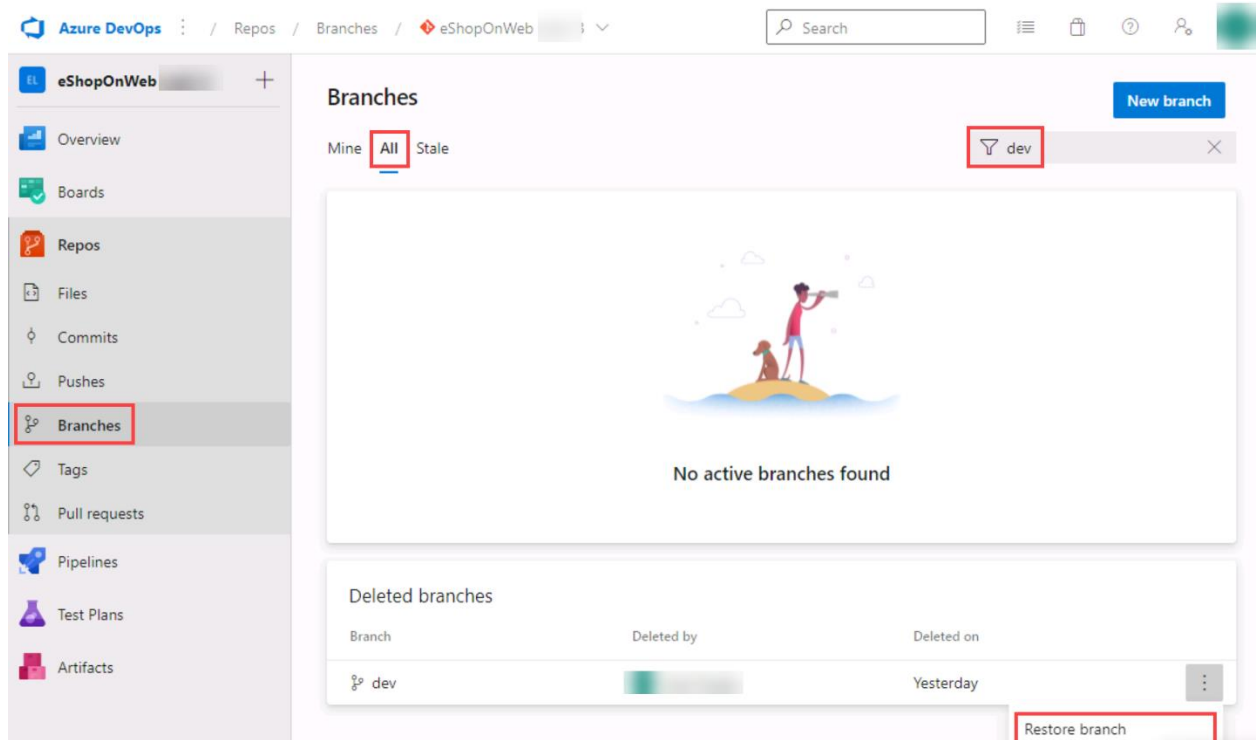 Azure DevOps / Repos / Branches / eShopOnWeb Search
EL eShopOnWeb
Overview
Boards
Repos
Files
Commits
Pushes
Branches
Tags
Pull requests
Pipelines
Test Plans
Artifacts
Branches
New branch
Mine All Stale
dev
No active branches found
Deleted branches
Branch Deleted by Deleted on
dev Yesterday
Restore branch